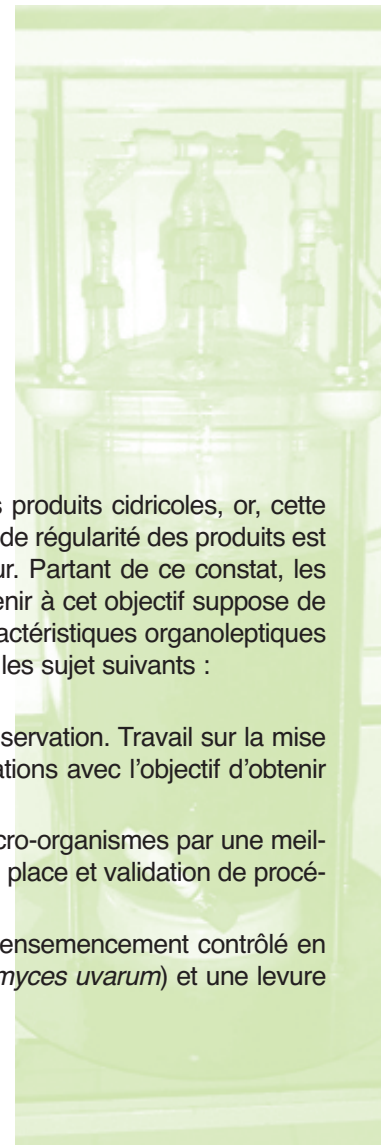 s produits cidricoles, or, cette
de régularité des produits est
ur. Partant de ce constat, les
enir à cet objectif suppose de
actéristiques organoleptiques
les sujet suivants :
servation. Travail sur la mise
ations avec l'objectif d'obtenir
cro-organismes par une meil-
place et validation de procé-
ensemencement contrôlé en
myces uvarum) et une levure